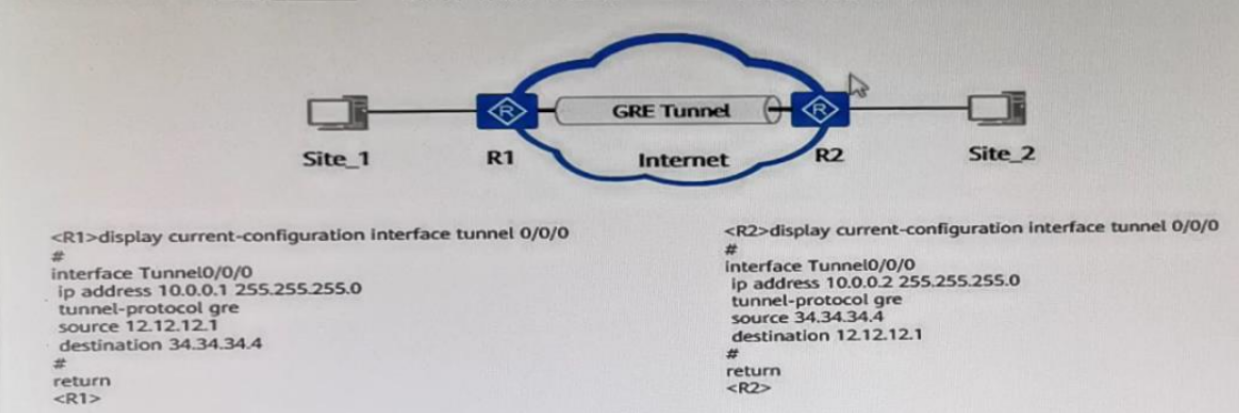 GRE Tunnel
Site_1
R1
Internet
R2
Site_2
<R1>display current-configuration interface tunnel 0/0/0
#
interface Tunnel0/0/0
ip address 10.0.0.1 255.255.255.0
tunnel-protocol gre
source 12.12.12.1
destination 34.34.34.4
#
return
<R1>
<R2>display current-configuration interface tunnel 0/0/0
#
interface Tunnel0/0/0
ip address 10.0.0.2 255.255.255.0
tunnel-protocol gre
source 34.34.34.4
destination 12.12.12.1
#
return
<R2>